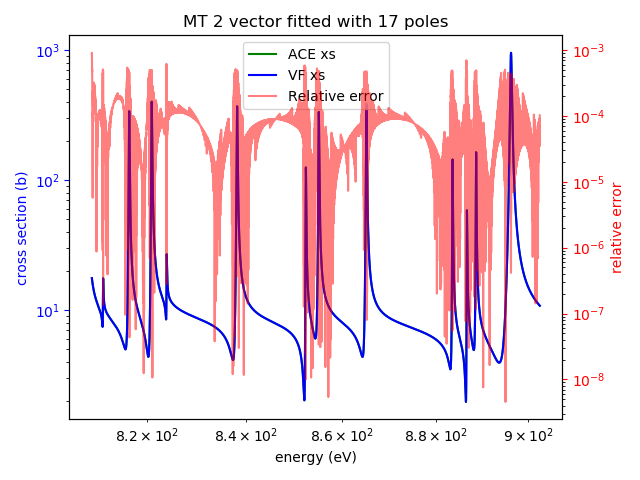 MT 2 vector fitted with 17 poles
ACE xs
VF xs
Relative error
cross section (b)
10³
10²
10¹
relative error
10⁻³
10⁻⁴
10⁻⁵
10⁻⁶
10⁻⁷
10⁻⁸
8.2 × 10² 8.4 × 10² 8.6 × 10² 8.8 × 10² 9 × 10²
energy (eV)